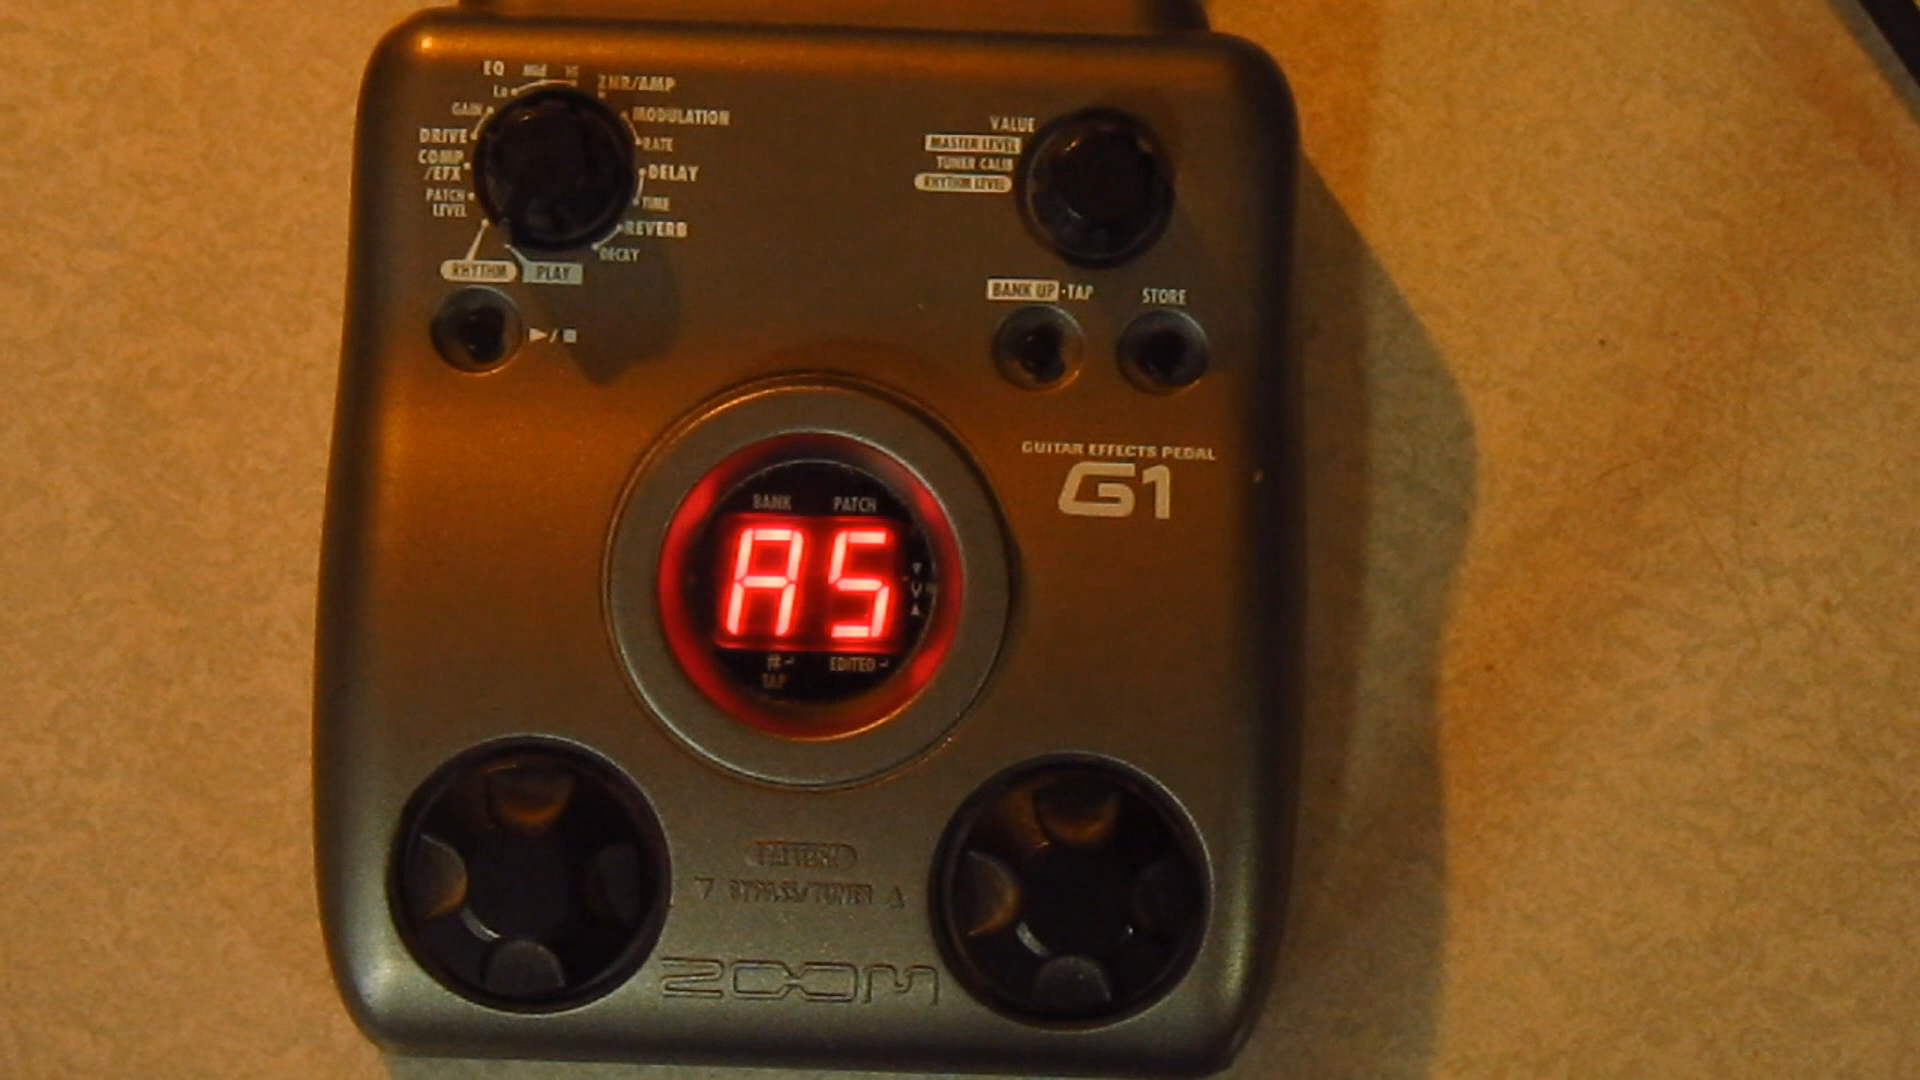 EQ Mid Hi
Lo
ZNR/AMP
GAIN
MODULATION
DRIVE
RATE
COMP
/EFX
DELAY
PATCH
LEVEL
TIME
REVERB
DECAY
RHYTHM PLAY
VALUE
MASTER LEVEL
TUNER CALIB
RHYTHM LEVEL
BANK UP·TAP STORE
GUITAR EFFECTS PEDAL
G1
BANK PATCH
A5
# EDITED
TAP
PATTERN
▽ BYPASS/TUNER △
ZOOM